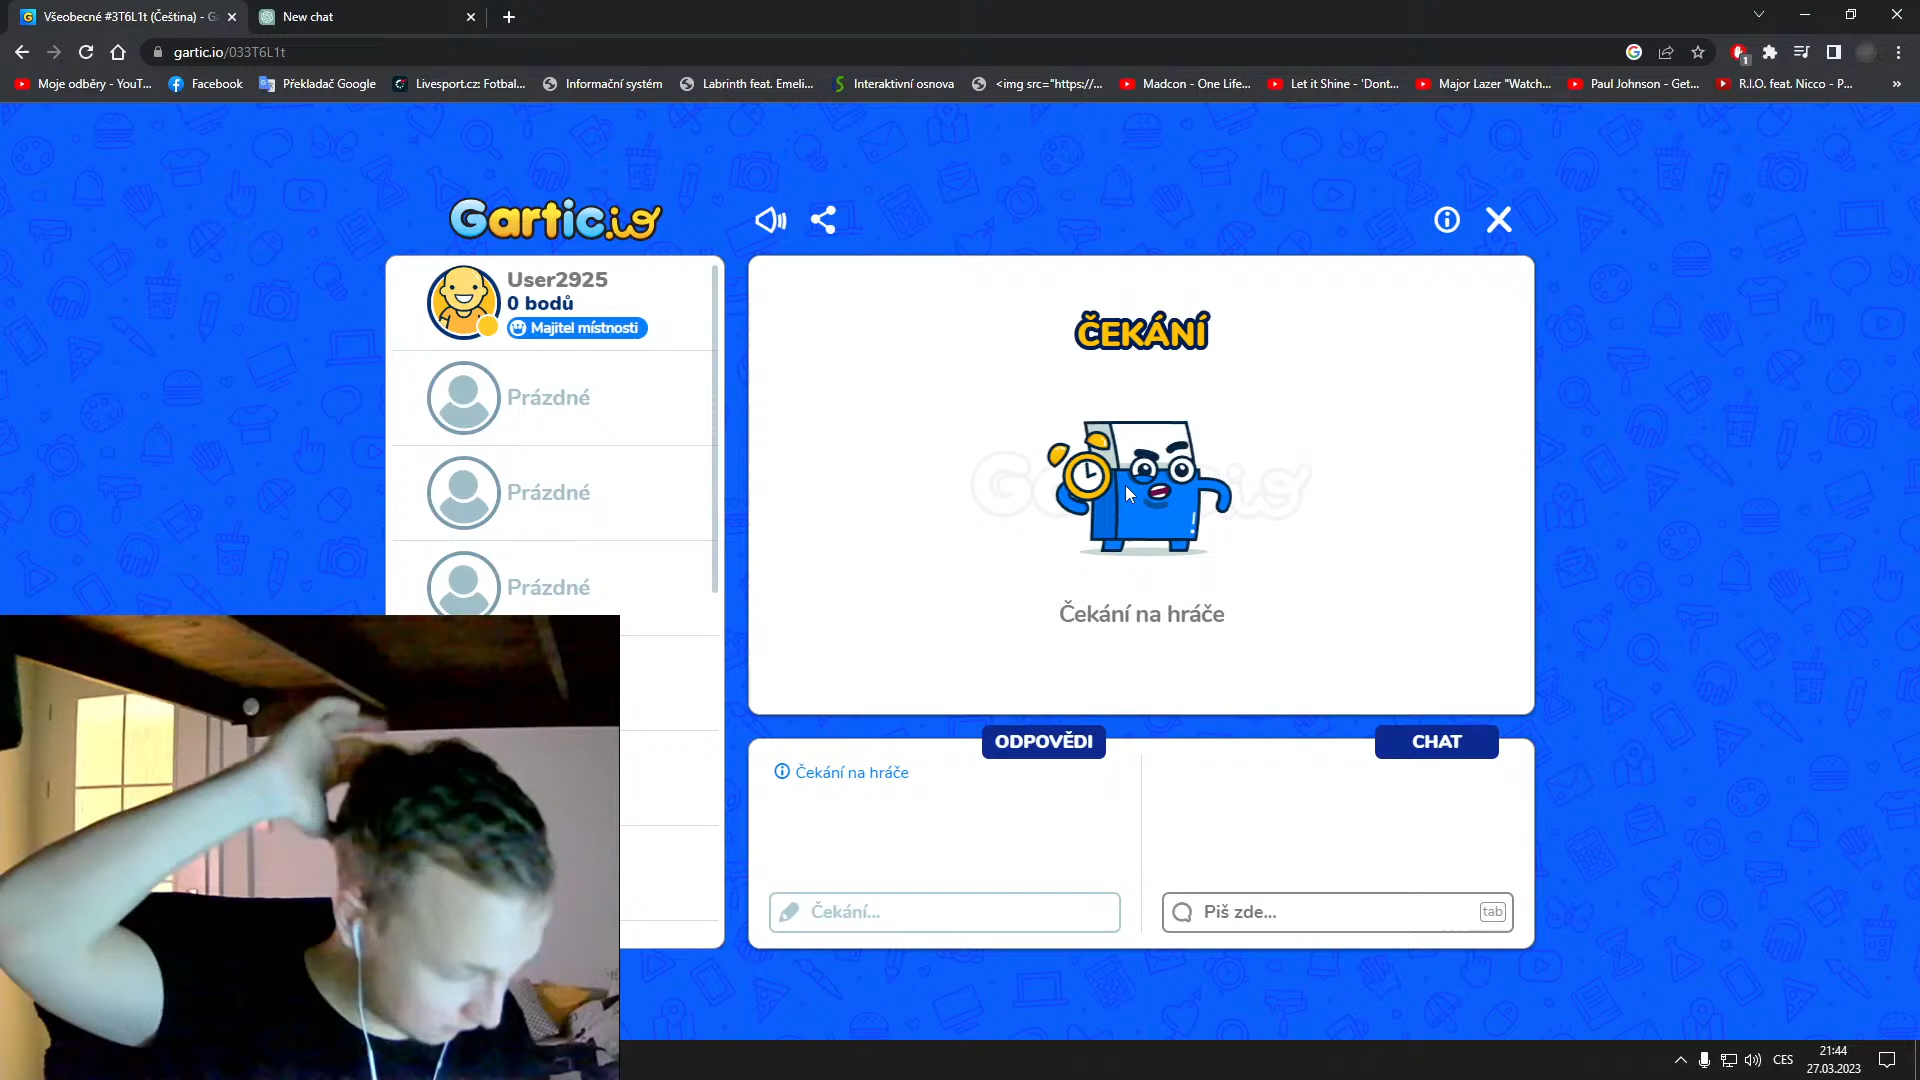 Všeobecné #3T6L1t (Čeština) - G
New chat
gartic.io/033T6L1t
Moje odběry - YouT...
Facebook
Překladač Google
Livesport.cz: Fotbal...
Informační systém
Labrinth feat. Emeli...
Interaktivní osnova
<img src="https://...
Madcon - One Life...
Let it Shine - 'Dont...
Major Lazer "Watch...
Paul Johnson - Get...
R.I.O. feat. Nicco - P...
»
Gartic.io
User2925
0 bodů
Majitel místnosti
Prázdné
Prázdné
Prázdné
ČEKÁNÍ
Čekání na hráče
ODPOVĚDI
CHAT
Čekání na hráče
Čekání...
Piš zde...
tab
CES
21:44
27.03.2023
1